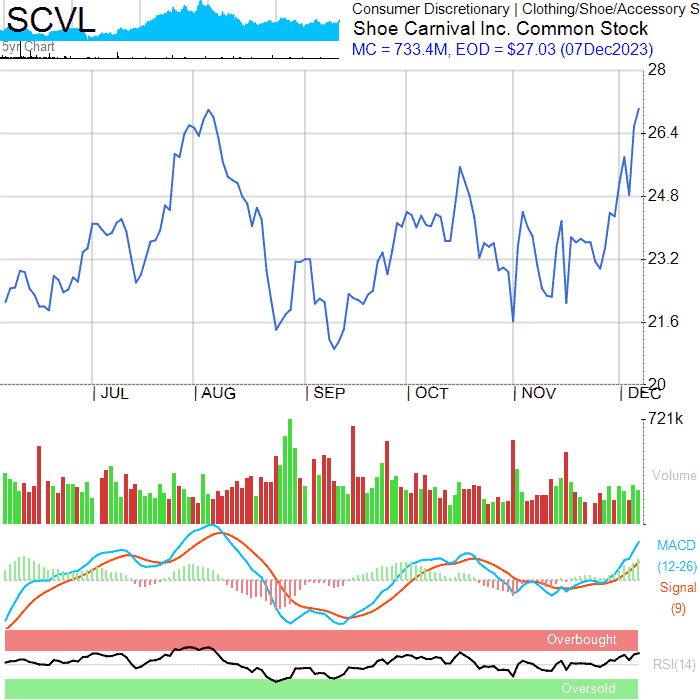 SCVL
5yr Chart
Consumer Discretionary | Clothing/Shoe/Accessory S
Shoe Carnival Inc. Common Stock
MC = 733.4M, EOD = $27.03 (07Dec2023)
28
26.4
24.8
23.2
21.6
20
JUL AUG SEP OCT NOV DEC
721k
Volume
MACD
(12-26)
Signal
(9)
Overbought
RSI(14)
Oversold